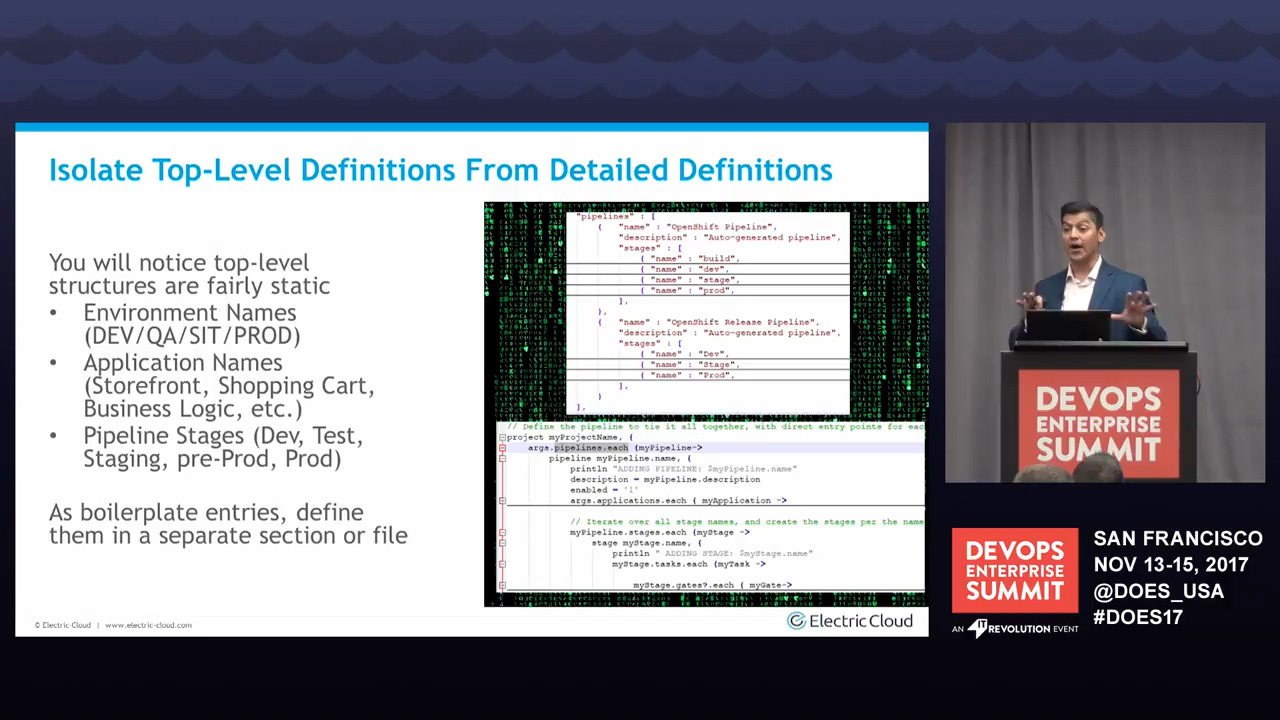 Isolate Top-Level Definitions From Detailed Definitions
You will notice top-level
structures are fairly static
• Environment Names
(DEV/QA/SIT/PROD)
• Application Names
(Storefront, Shopping Cart,
Business Logic, etc.)
• Pipeline Stages (Dev, Test,
Staging, pre-Prod, Prod)
As boilerplate entries, define
them in a separate section or file
"pipelines" : [
{ "name" : "OpenShift Pipeline",
"description" : "Auto-generated pipeline",
"stages" : [
{ "name" : "build",
{ "name" : "dev",
{ "name" : "stage",
{ "name" : "prod",
],
},
{ "name" : "OpenShift Release Pipeline",
"description" : "Auto-generated pipeline",
"stages" : [
{ "name" : "Dev",
{ "name" : "Stage",
{ "name" : "Prod",
],
}
],
// Define the pipeline to tie it all together, with direct entry points for eac
project myProjectName, {
args.pipelines.each {myPipeline->
pipeline myPipeline.name, {
println "ADDING PIPELINE: $myPipeline.name"
description = myPipeline.description
enabled = '1'
args.applications.each { myApplication ->
// Iterate over all stage names, and create the stages per the name
myPipeline.stages.each {myStage ->
stage myStage.name, {
println " ADDING STAGE: $myStage.name"
myStage.tasks.each {myTask ->
myStage.gates?.each { myGate->
© Electric Cloud | www.electric-cloud.com
Electric Cloud
DEVOPS
ENTERPRISE
SUMMIT
DEVOPS
ENTERPRISE
SUMMIT
AN IT REVOLUTION EVENT
SAN FRANCISCO
NOV 13-15, 2017
@DOES_USA
#DOES17